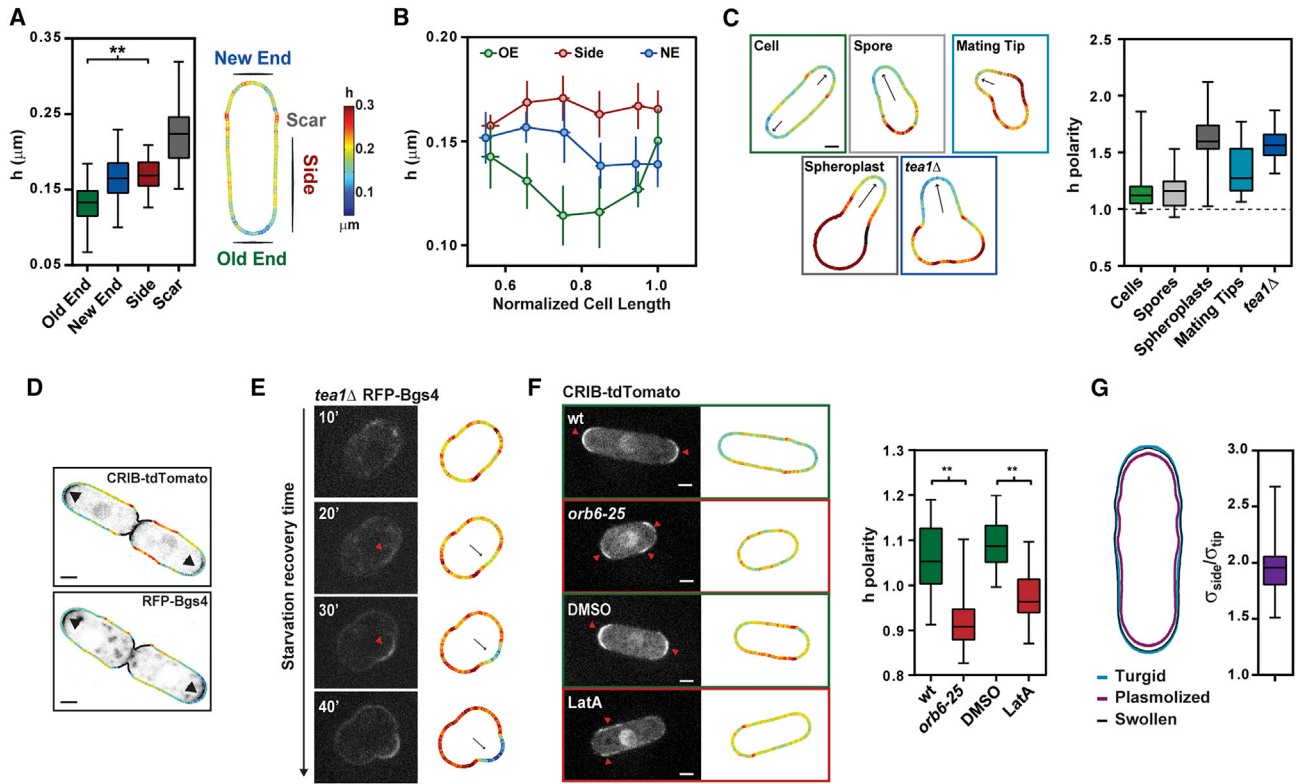 A
h (µm)
0.35
0.25
0.15
0.05
**
Old End
New End
Side
Scar
New End
Scar
Side
Old End
h
0.3
0.2
0.1
µm
B
h (µm)
0.20
0.15
0.10
OE
Side
NE
0.6
0.8
1.0
Normalized Cell Length
C
Cell
Spore
Mating Tip
Spheroplast
tea1Δ
h polarity
2.5
2.0
1.5
1.0
0.5
Cells
Spores
Spheroplasts
Mating Tips
tea1Δ
D
CRIB-tdTomato
RFP-Bgs4
E
tea1Δ RFP-Bgs4
Starvation recovery time
10'
20'
30'
40'
F
CRIB-tdTomato
wt
orb6-25
DMSO
LatA
h polarity
1.3
1.2
1.1
1.0
0.9
0.8
**
**
wt
orb6-25
DMSO
LatA
G
Turgid
Plasmolized
Swollen
σside/σtip
3.0
2.5
2.0
1.5
1.0